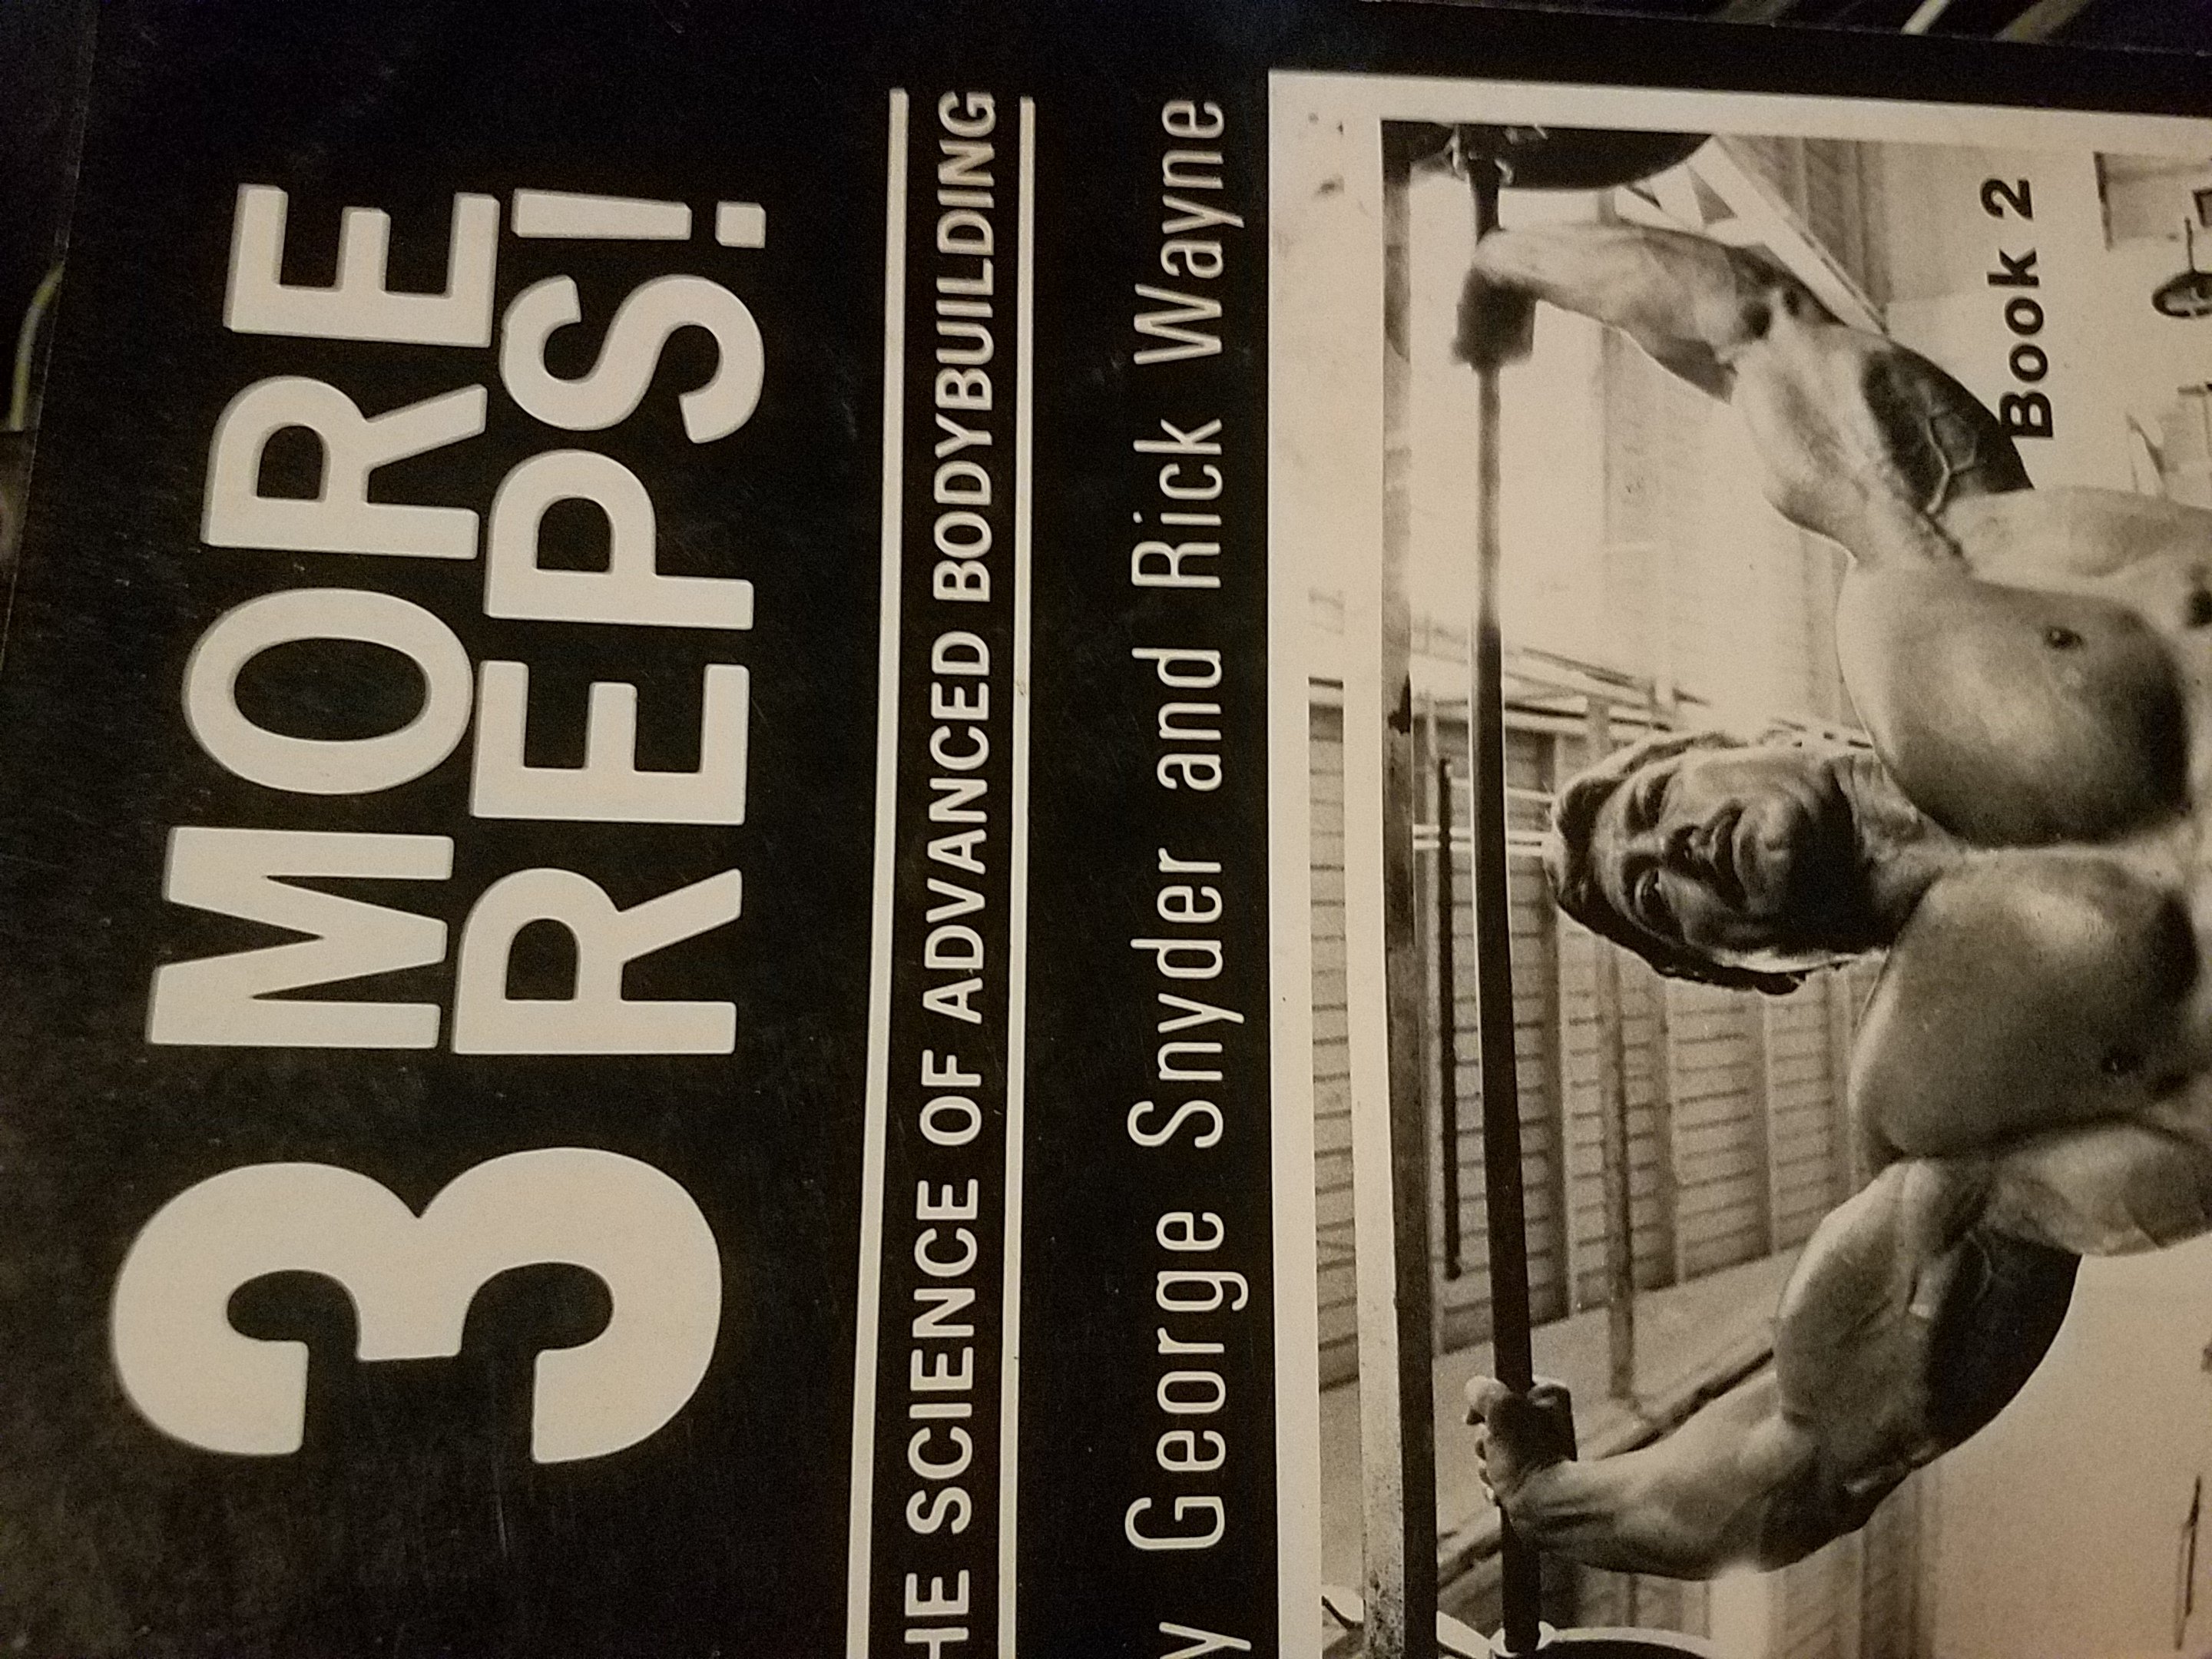 3 MORE
REPS!
HE SCIENCE OF ADVANCED BODYBUILDING
y George Snyder and Rick Wayne
Book 2